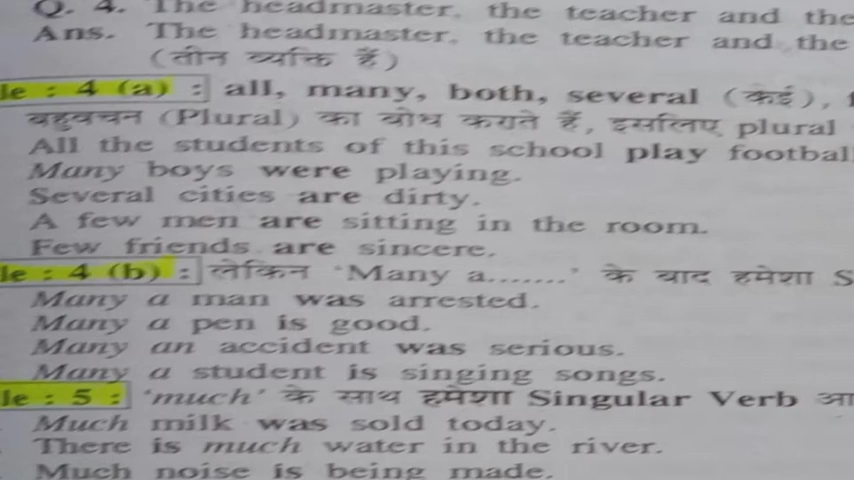 Q. 4. The headmaster, the teacher and the
Ans. The headmaster, the teacher and the
(तीन व्यक्ति हैं)
le : 4 (a) : all, many, both, several (कई),
बहुवचन (Plural) का बोध कराते हैं, इसलिए plural
All the students of this school play football
Many boys were playing.
Several cities are dirty.
A few men are sitting in the room.
Few friends are sincere.
le : 4 (b) : लेकिन 'Many a.......' के बाद हमेशा S
Many a man was arrested.
Many a pen is good.
Many an accident was serious.
Many a student is singing songs.
le : 5 : 'much' के साथ हमेशा Singular Verb आ
Much milk was sold today.
There is much water in the river.
Much noise is being made.